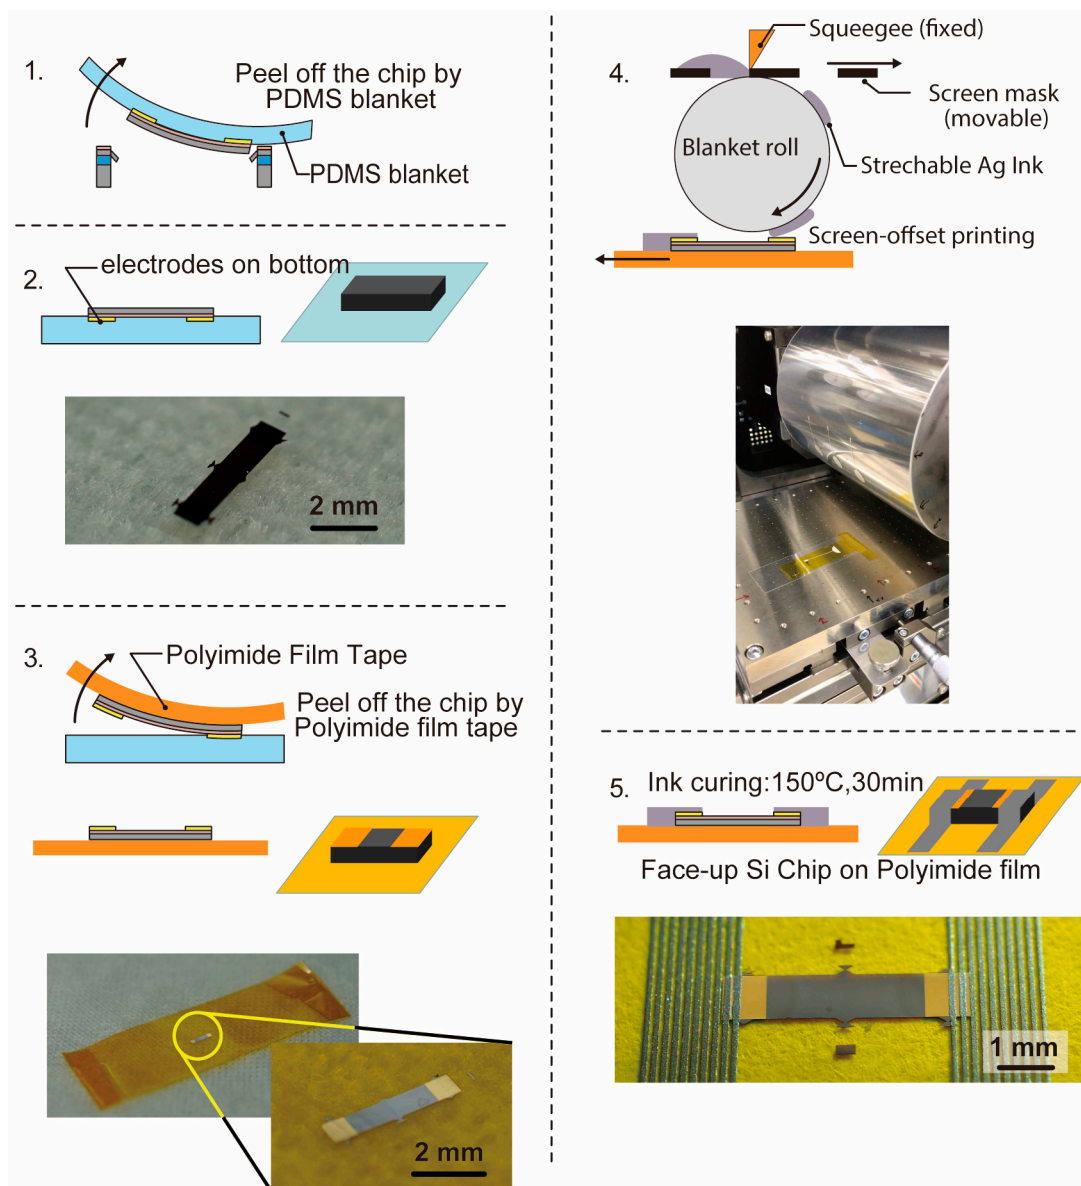 1.
Peel off the chip by
PDMS blanket
PDMS blanket
2.
electrodes on bottom
2 mm
3.
Polyimide Film Tape
Peel off the chip by
Polyimide film tape
2 mm
4.
Squeegee (fixed)
Screen mask
(movable)
Blanket roll
Strechable Ag Ink
Screen-offset printing
5.
Ink curing:150ºC,30min
Face-up Si Chip on Polyimide film
1 mm